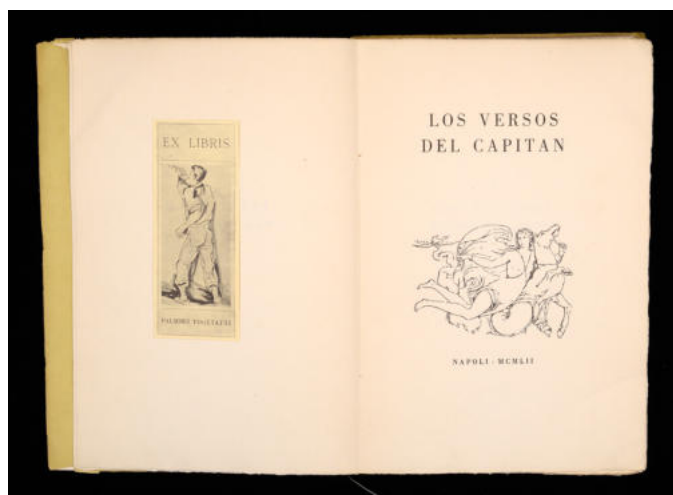 EX LIBRIS
PALMIRO TOGLIATTI
LOS VERSOS
DEL CAPITAN
NAPOLI : MCMLII